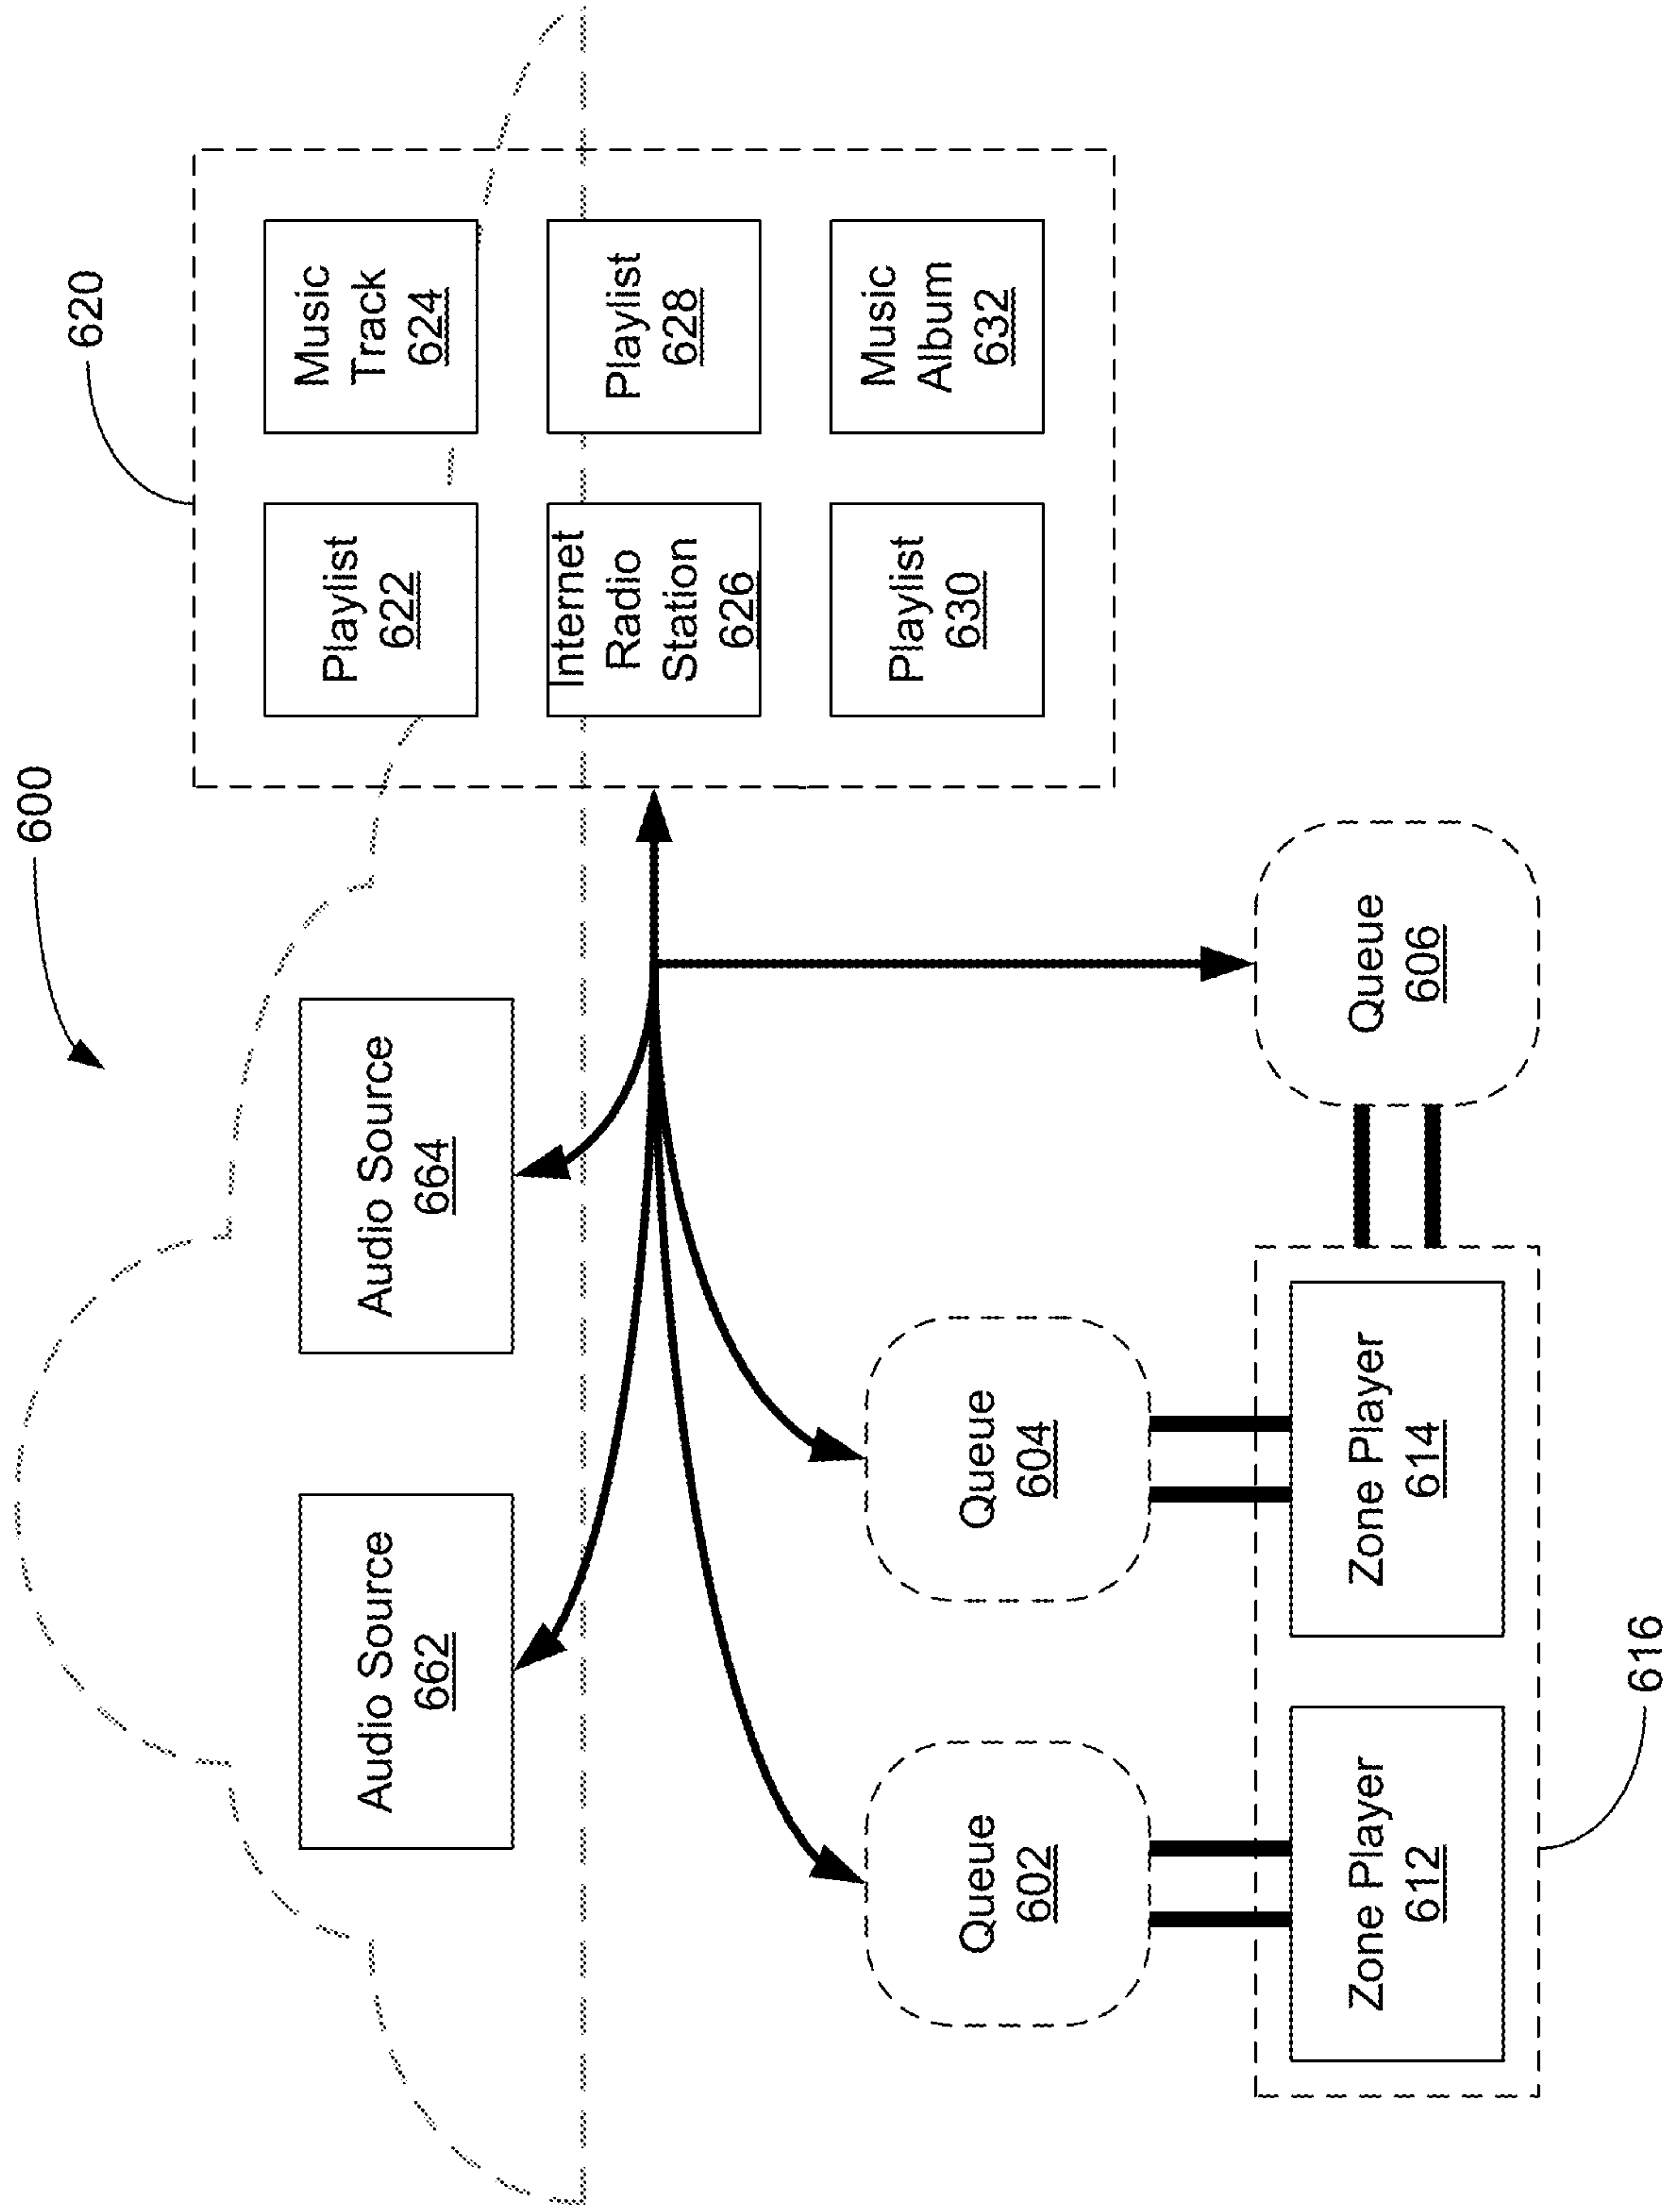 600
620
Audio Source
662
Audio Source
664
Playlist
622
Music
Track
624
Internet
Radio
Station
626
Playlist
628
Playlist
630
Music
Album
632
Queue
602
Queue
604
Queue
606
Zone Player
612
Zone Player
614
616